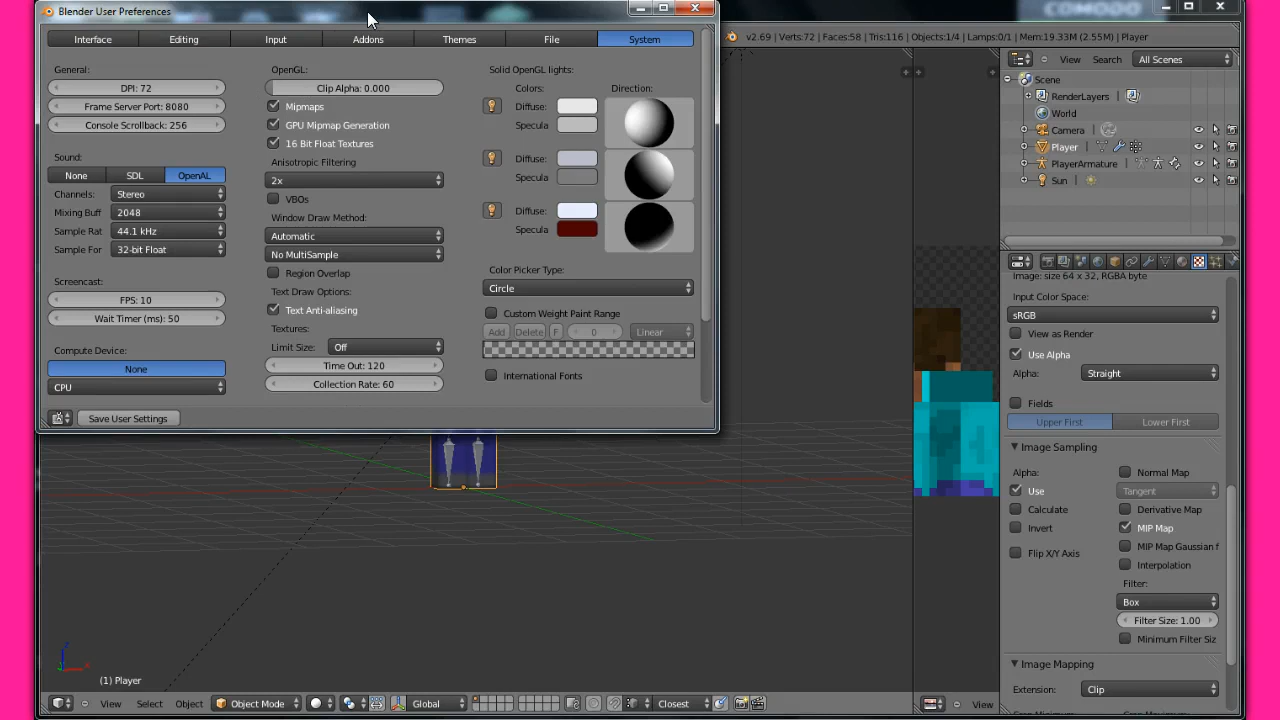 Blender User Preferences
COMODO
Interface Editing Input Addons Themes File System
v2.69 | Verts:72 | Faces:58 | Tris:116 | Objects:1/4 | Lamps:0/1 | Mem:19.33M (2.55M) | Player
View Search All Scenes
General:
DPI: 72
Frame Server Port: 8080
Console Scrollback: 256
Sound:
None SDL OpenAL
Channels: Stereo
Mixing Buff 2048
Sample Rat 44.1 kHz
Sample For 32-bit Float
Screencast:
FPS: 10
Wait Timer (ms): 50
Compute Device:
None
CPU
Save User Settings
OpenGL:
Clip Alpha: 0.000
Mipmaps
GPU Mipmap Generation
16 Bit Float Textures
Anisotropic Filtering
2x
VBOs
Window Draw Method:
Automatic
No MultiSample
Region Overlap
Text Draw Options:
Text Anti-aliasing
Textures:
Limit Size: Off
Time Out: 120
Collection Rate: 60
Solid OpenGL lights:
Colors: Direction:
Diffuse:
Specula
Diffuse:
Specula
Diffuse:
Specula
Color Picker Type:
Circle
Custom Weight Paint Range
Add Delete F 0 Linear
International Fonts
Scene
RenderLayers
World
Camera
Player
PlayerArmature
Sun
Image: size 64 x 32, RGBA byte
Input Color Space:
sRGB
View as Render
Use Alpha
Alpha: Straight
Fields
Upper First Lower First
Image Sampling
Alpha:
Use
Calculate
Invert
Flip X/Y Axis
Normal Map
Tangent
Derivative Map
MIP Map
MIP Map Gaussian f
Interpolation
Filter:
Box
Filter Size: 1.00
Minimum Filter Siz
Image Mapping
Extension: Clip
z
x
(1) Player
View Select Object Object Mode Global Closest View